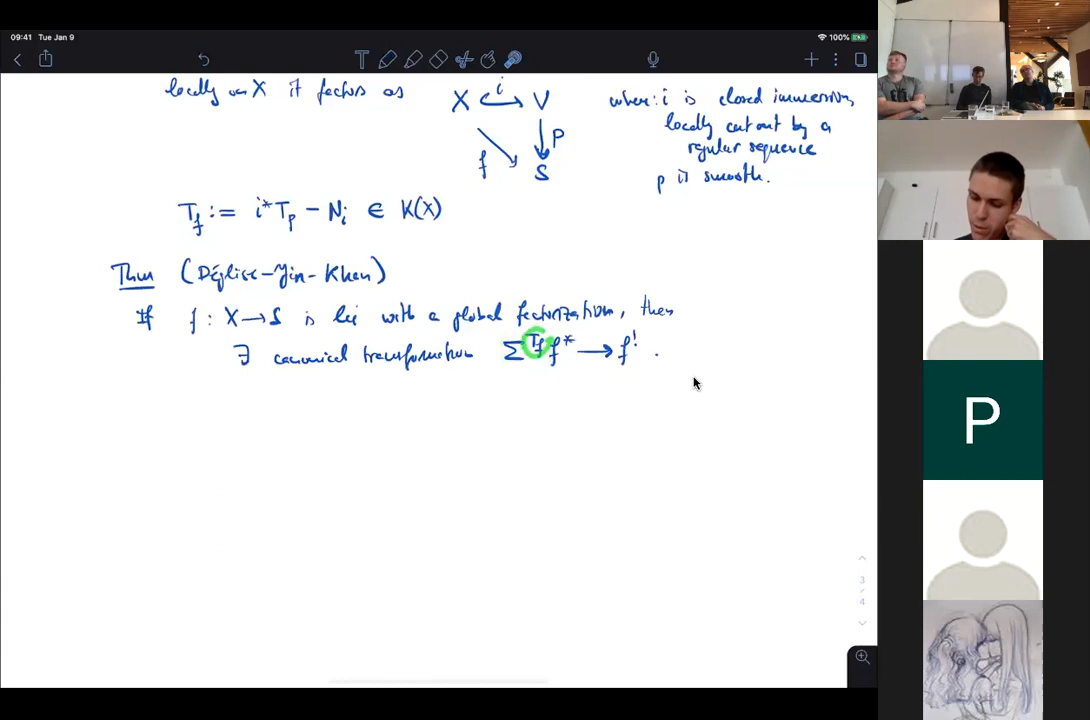 09:41 Tue Jan 9
100%
locally on X it factors as
X i V
f p
S
where: i is closed immersion,
locally cut out by a
regular sequence
p is smooth.
T_f := i^*T_p − N_i ∈ K(X)
Thm (Déglise-Jin-Khan)
If f : X → S is lci with a global factorization, then
∃ canonical transformation Σ^{T_f} f^* → f^! .
3
/
4
P